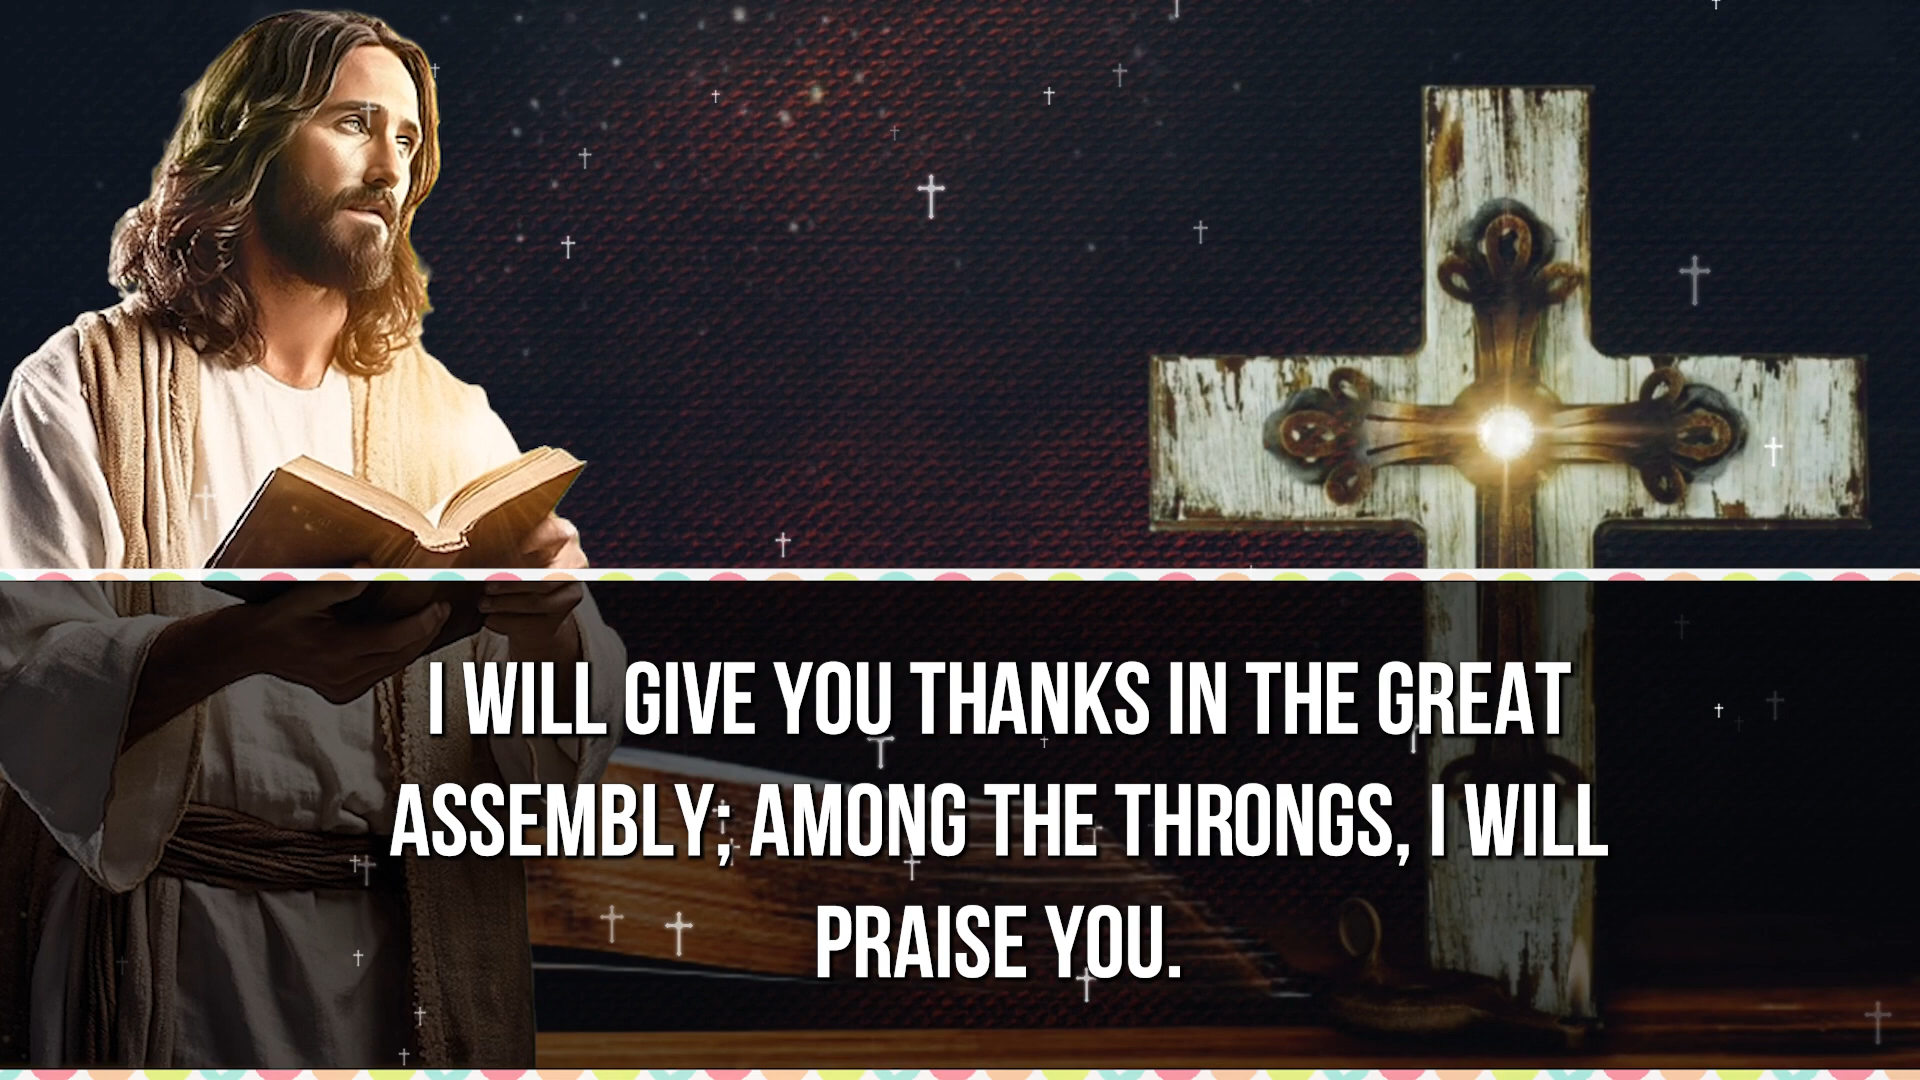 I WILL GIVE YOU THANKS IN THE GREAT
ASSEMBLY; AMONG THE THRONGS, I WILL
PRAISE YOU.